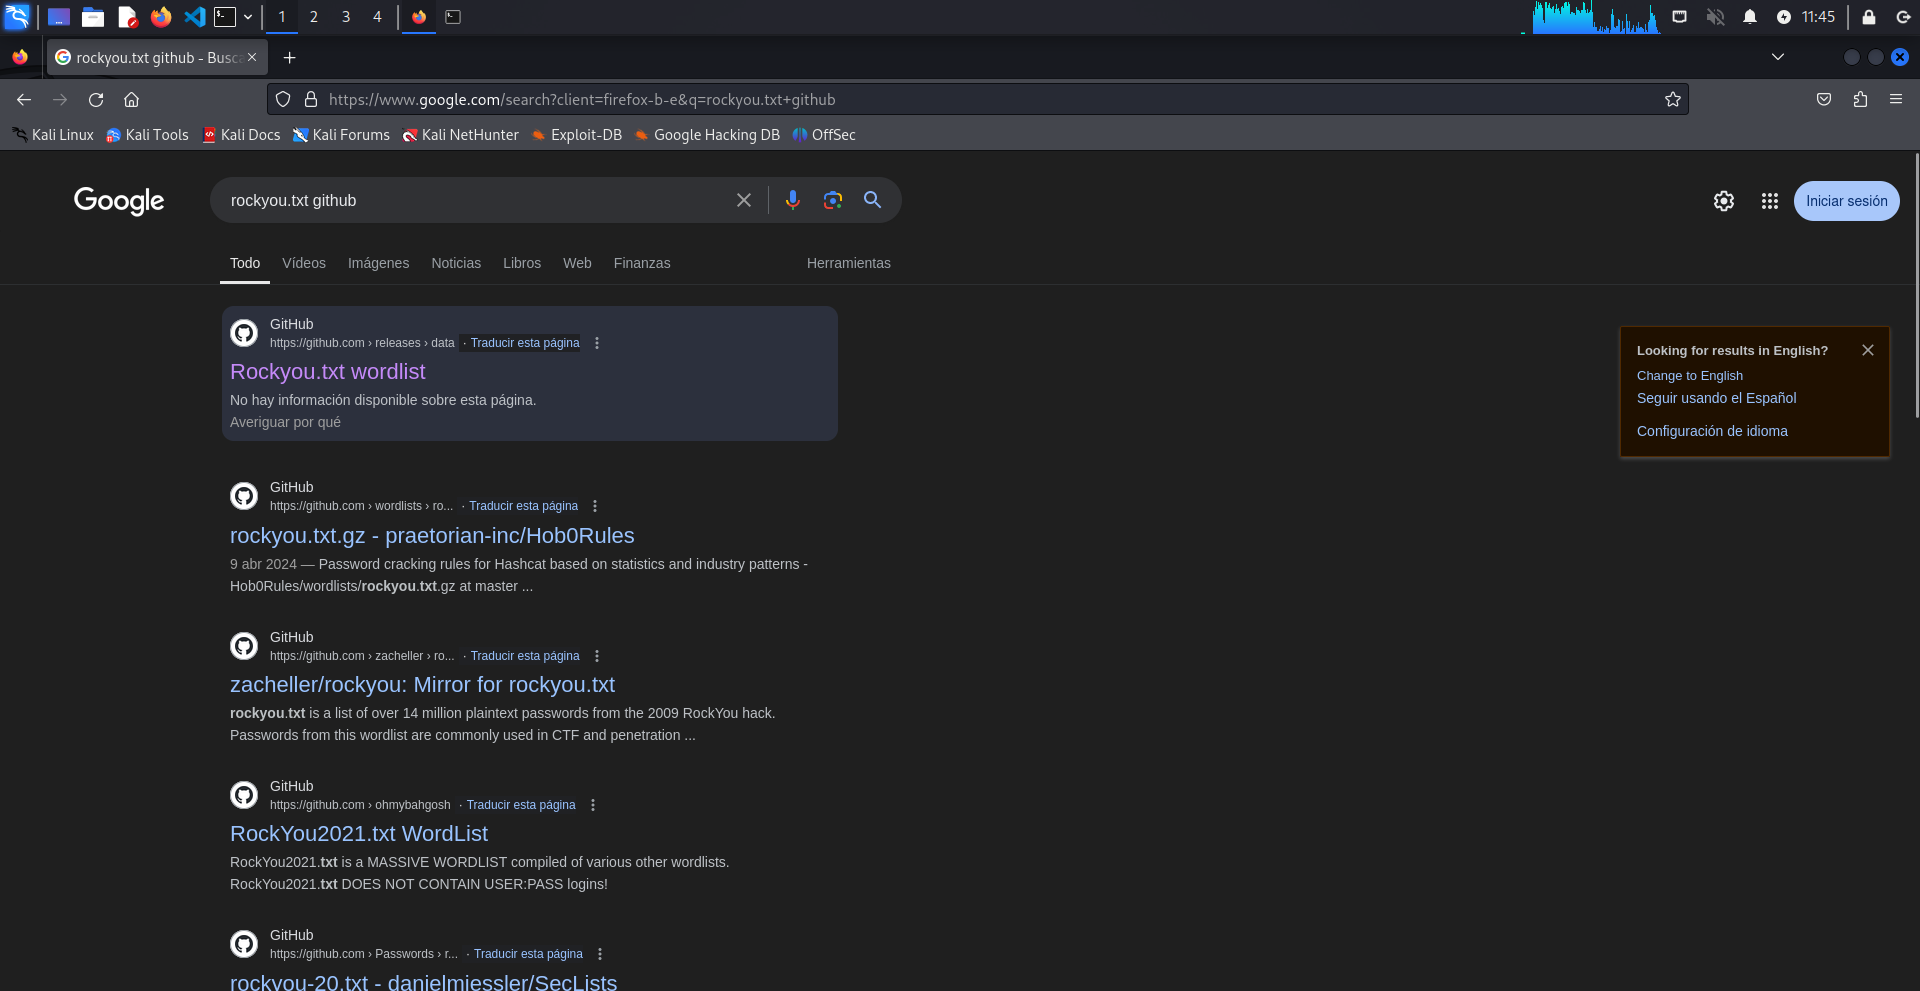 1 2 3 4
11:45
rockyou.txt github - Busca
https://www.google.com/search?client=firefox-b-e&q=rockyou.txt+github
Kali Linux Kali Tools Kali Docs Kali Forums Kali NetHunter Exploit-DB Google Hacking DB OffSec
Google
rockyou.txt github
Iniciar sesión
Todo Vídeos Imágenes Noticias Libros Web Finanzas Herramientas
GitHub
https://github.com › releases › data · Traducir esta página
Rockyou.txt wordlist
No hay información disponible sobre esta página.
Averiguar por qué
Looking for results in English?
Change to English
Seguir usando el Español
Configuración de idioma
GitHub
https://github.com › wordlists › ro... · Traducir esta página
rockyou.txt.gz - praetorian-inc/Hob0Rules
9 abr 2024 — Password cracking rules for Hashcat based on statistics and industry patterns -
Hob0Rules/wordlists/rockyou.txt.gz at master ...
GitHub
https://github.com › zacheller › ro... · Traducir esta página
zacheller/rockyou: Mirror for rockyou.txt
rockyou.txt is a list of over 14 million plaintext passwords from the 2009 RockYou hack.
Passwords from this wordlist are commonly used in CTF and penetration ...
GitHub
https://github.com › ohmybahgosh · Traducir esta página
RockYou2021.txt WordList
RockYou2021.txt is a MASSIVE WORDLIST compiled of various other wordlists.
RockYou2021.txt DOES NOT CONTAIN USER:PASS logins!
GitHub
https://github.com › Passwords › r... · Traducir esta página
rockyou-20.txt - danielmiessler/SecLists